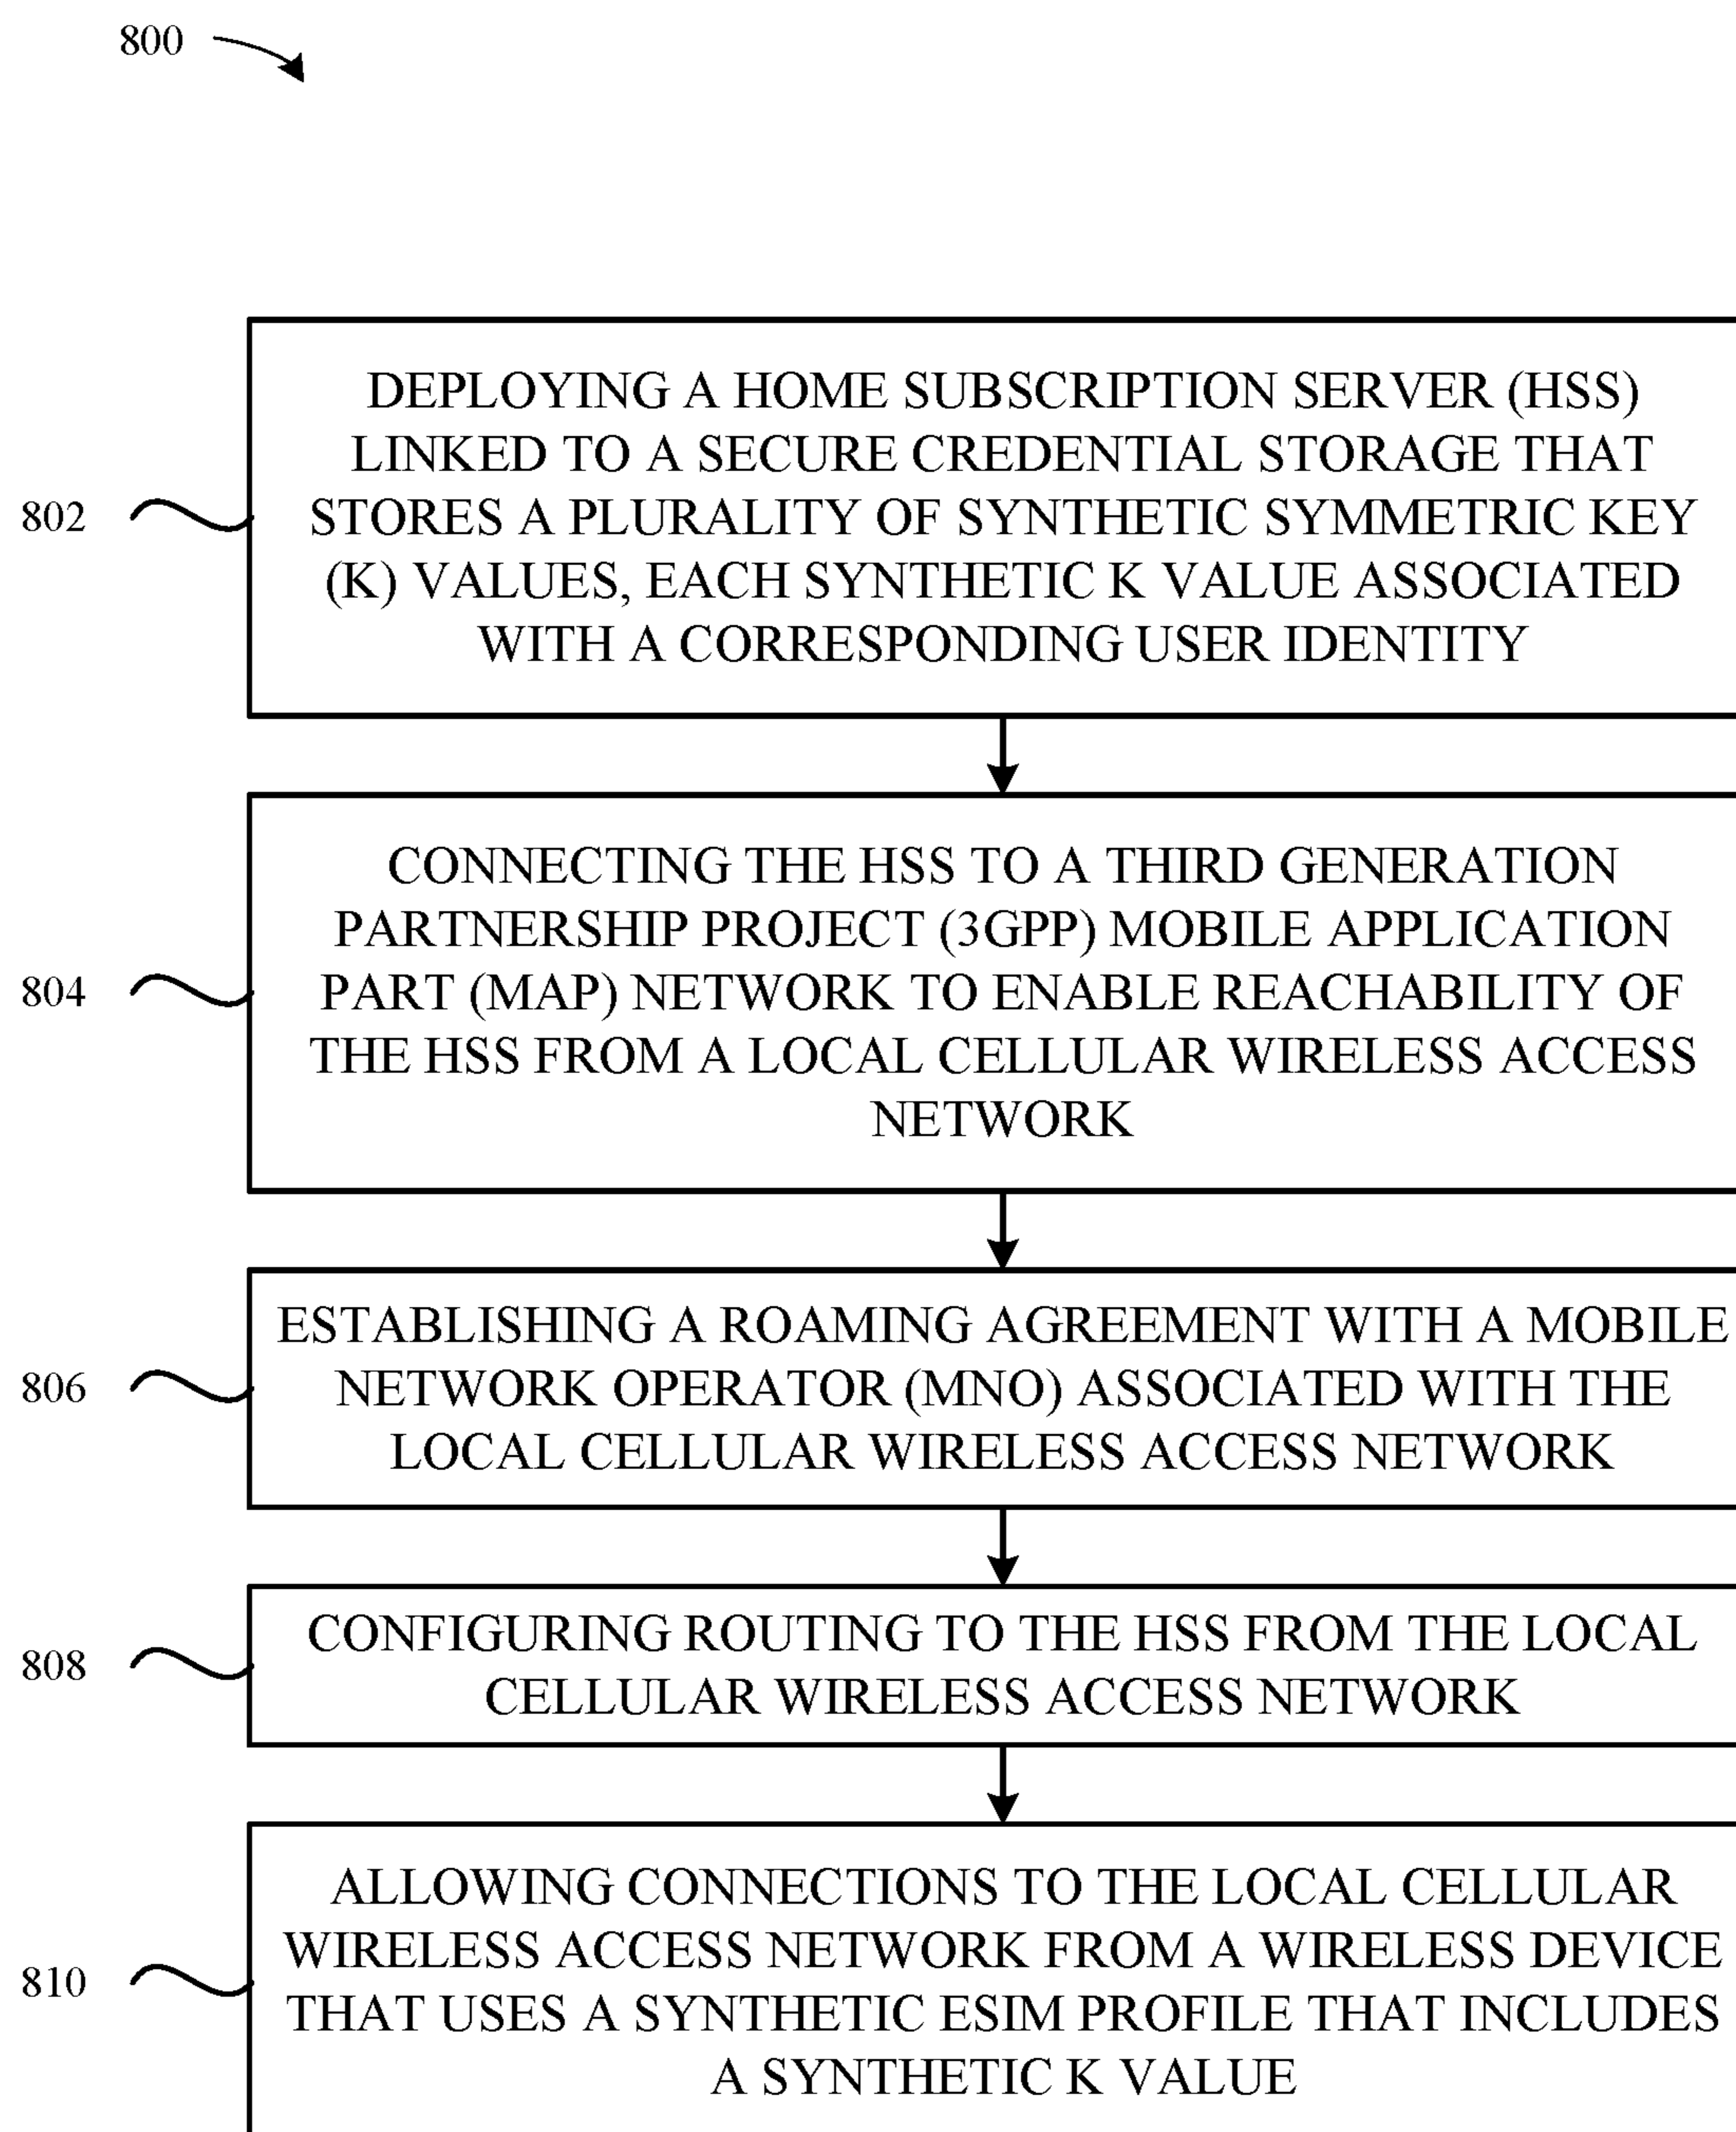 800
802
DEPLOYING A HOME SUBSCRIPTION SERVER (HSS)
LINKED TO A SECURE CREDENTIAL STORAGE THAT
STORES A PLURALITY OF SYNTHETIC SYMMETRIC KEY
(K) VALUES, EACH SYNTHETIC K VALUE ASSOCIATED
WITH A CORRESPONDING USER IDENTITY
804
CONNECTING THE HSS TO A THIRD GENERATION
PARTNERSHIP PROJECT (3GPP) MOBILE APPLICATION
PART (MAP) NETWORK TO ENABLE REACHABILITY OF
THE HSS FROM A LOCAL CELLULAR WIRELESS ACCESS
NETWORK
806
ESTABLISHING A ROAMING AGREEMENT WITH A MOBILE
NETWORK OPERATOR (MNO) ASSOCIATED WITH THE
LOCAL CELLULAR WIRELESS ACCESS NETWORK
808
CONFIGURING ROUTING TO THE HSS FROM THE LOCAL
CELLULAR WIRELESS ACCESS NETWORK
810
ALLOWING CONNECTIONS TO THE LOCAL CELLULAR
WIRELESS ACCESS NETWORK FROM A WIRELESS DEVICE
THAT USES A SYNTHETIC ESIM PROFILE THAT INCLUDES
A SYNTHETIC K VALUE